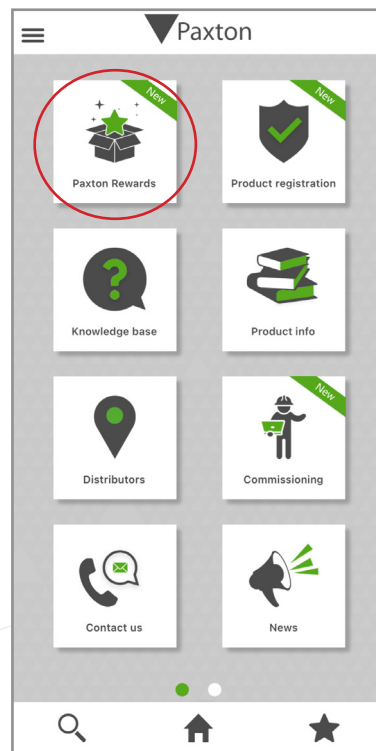 Paxton
New
New
Paxton Rewards
Product registration
?
Knowledge base
Product info
New
Distributors
Commissioning
Contact us
News